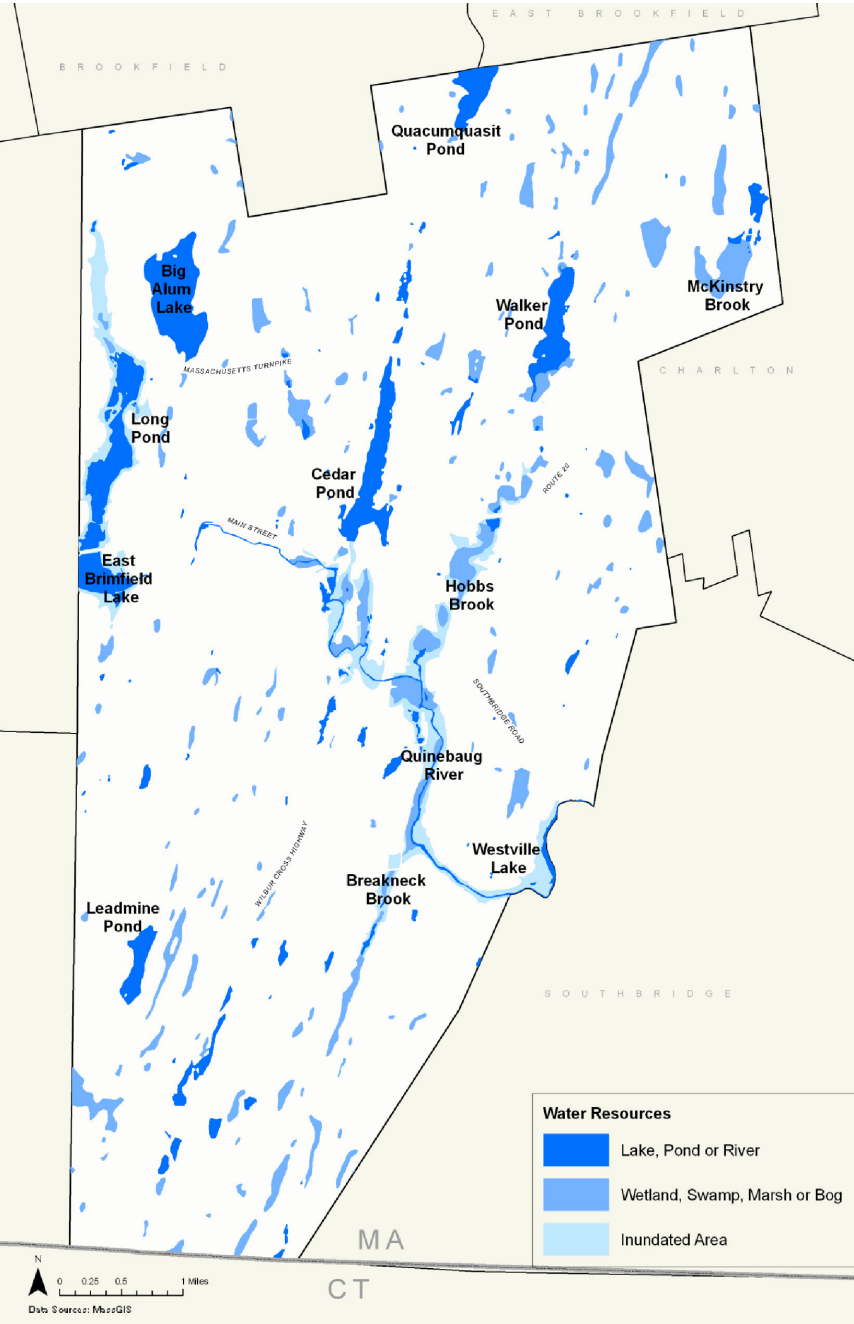 EAST BROOKFIELD
BROOKFIELD
Quacumquasit
Pond
Big
Alum
Lake
McKinstry
Brook
Walker
Pond
MASSACHUSETTS TURNPIKE
CHARLTON
Long
Pond
Cedar
Pond
ROUTE 20
MAIN STREET
East
Brimfield
Lake
Hobbs
Brook
SOUTHBRIDGE ROAD
Quinebaug
River
WILBUR CROSS HIGHWAY
Westville
Lake
Breakneck
Brook
Leadmine
Pond
SOUTHBRIDGE
Water Resources
Lake, Pond or River
Wetland, Swamp, Marsh or Bog
Inundated Area
MA
CT
N
0 0.25 0.5 1 Miles
Data Sources: MassGIS